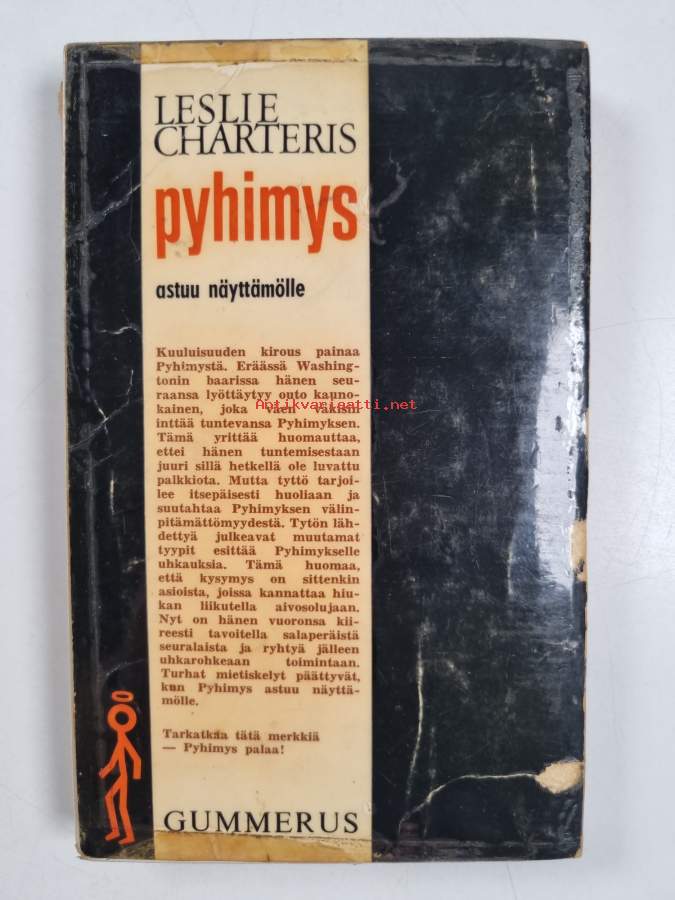 LESLIE
CHARTERIS
pyhimys
astuu näyttämölle
Kuuluisuuden kirous painaa
Pyhimystä. Eräässä Washing-
tonin baarissa hänen seu-
raansa lyöttäytyy outo kauno-
kainen, joka väen väkisin
Antikvariaatti.net
inttää tuntevansa Pyhimyksen.
Tämä yrittää huomauttaa,
ettei hänen tuntemisestaan
juuri sillä hetkellä ole luvattu
palkkiota. Mutta tyttö tarjoi-
lee itsepäisesti huoliaan ja
suutahtaa Pyhimyksen välin-
pitämättömyydestä. Tytön läh-
dettyä julkeavat muutamat
tyypit esittää Pyhimykselle
uhkauksia. Tämä huomaa,
että kysymys on sittenkin
asioista, joissa kannattaa hiu-
kan liikutella aivosolujaan.
Nyt on hänen vuoronsa kii-
reesti tavoitella salaperäistä
seuralaista ja ryhtyä jälleen
uhkarohkeaan toimintaan.
Turhat mietiskelyt päättyvät,
kun Pyhimys astuu näyttä-
mölle.
Tarkatkaa tätä merkkiä
— Pyhimys palaa!
GUMMERUS